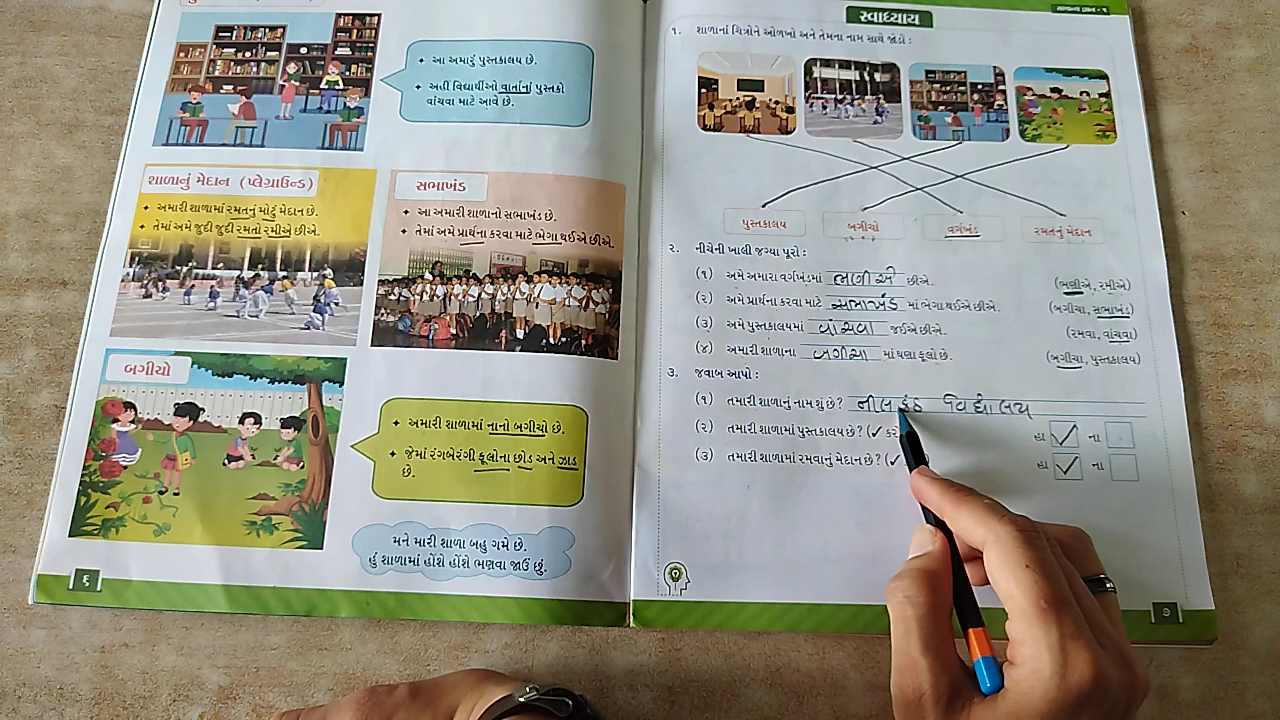 આ અમારું પુસ્તકાલય છે.
અહીં વિદ્યાર્થીઓ વાર્તાનાં પુસ્તકો
વાંચવા માટે આવે છે.
શાળાનું મેદાન (પ્લેગ્રાઉન્ડ)
અમારી શાળામાં રમતનું મોટું મેદાન છે.
તેમાં અમે જુદી જુદી રમતો રમીએ છીએ.
સભાખંડ
આ અમારી શાળાનો સભાખંડ છે.
તેમાં અમે પ્રાર્થના કરવા માટે ભેગા થઈએ છીએ.
બગીચો
અમારી શાળામાં નાનો બગીચો છે.
જેમાં રંગબેરંગી ફૂલોના છોડ અને ઝાડ
છે.
મને મારી શાળા બહુ ગમે છે.
હું શાળામાં હોંશે હોંશે ભણવા જાઉં છું.
૬
સામાન્ય જ્ઞાન - ૧
સ્વાધ્યાય
૧. શાળાનાં ચિત્રોને ઓળખો અને તેમના નામ સાથે જોડો :
પુસ્તકાલય બગીચો વર્ગખંડ રમતનું મેદાન
૨. નીચેની ખાલી જગ્યા પૂરો :
(૧) અમે અમારા વર્ગખંડમાં ભણીએ છીએ. (ભણીએ, રમીએ)
(૨) અમે પ્રાર્થના કરવા માટે સભાખંડ માં ભેગા થઈએ છીએ. (બગીચા, સભાખંડ)
(૩) અમે પુસ્તકાલયમાં વાંચવા જઈએ છીએ. (રમવા, વાંચવા)
(૪) અમારી શાળાના બગીચા માં ઘણા ફૂલો છે. (બગીચા, પુસ્તકાલય)
૩. જવાબ આપો :
(૧) તમારી શાળાનું નામ શું છે? નીલકંઠ વિદ્યાલય
(૨) તમારી શાળામાં પુસ્તકાલય છે? (✓ હા ✓ ના
(૩) તમારી શાળામાં રમવાનું મેદાન છે? (✓ હા ✓ ના
૭